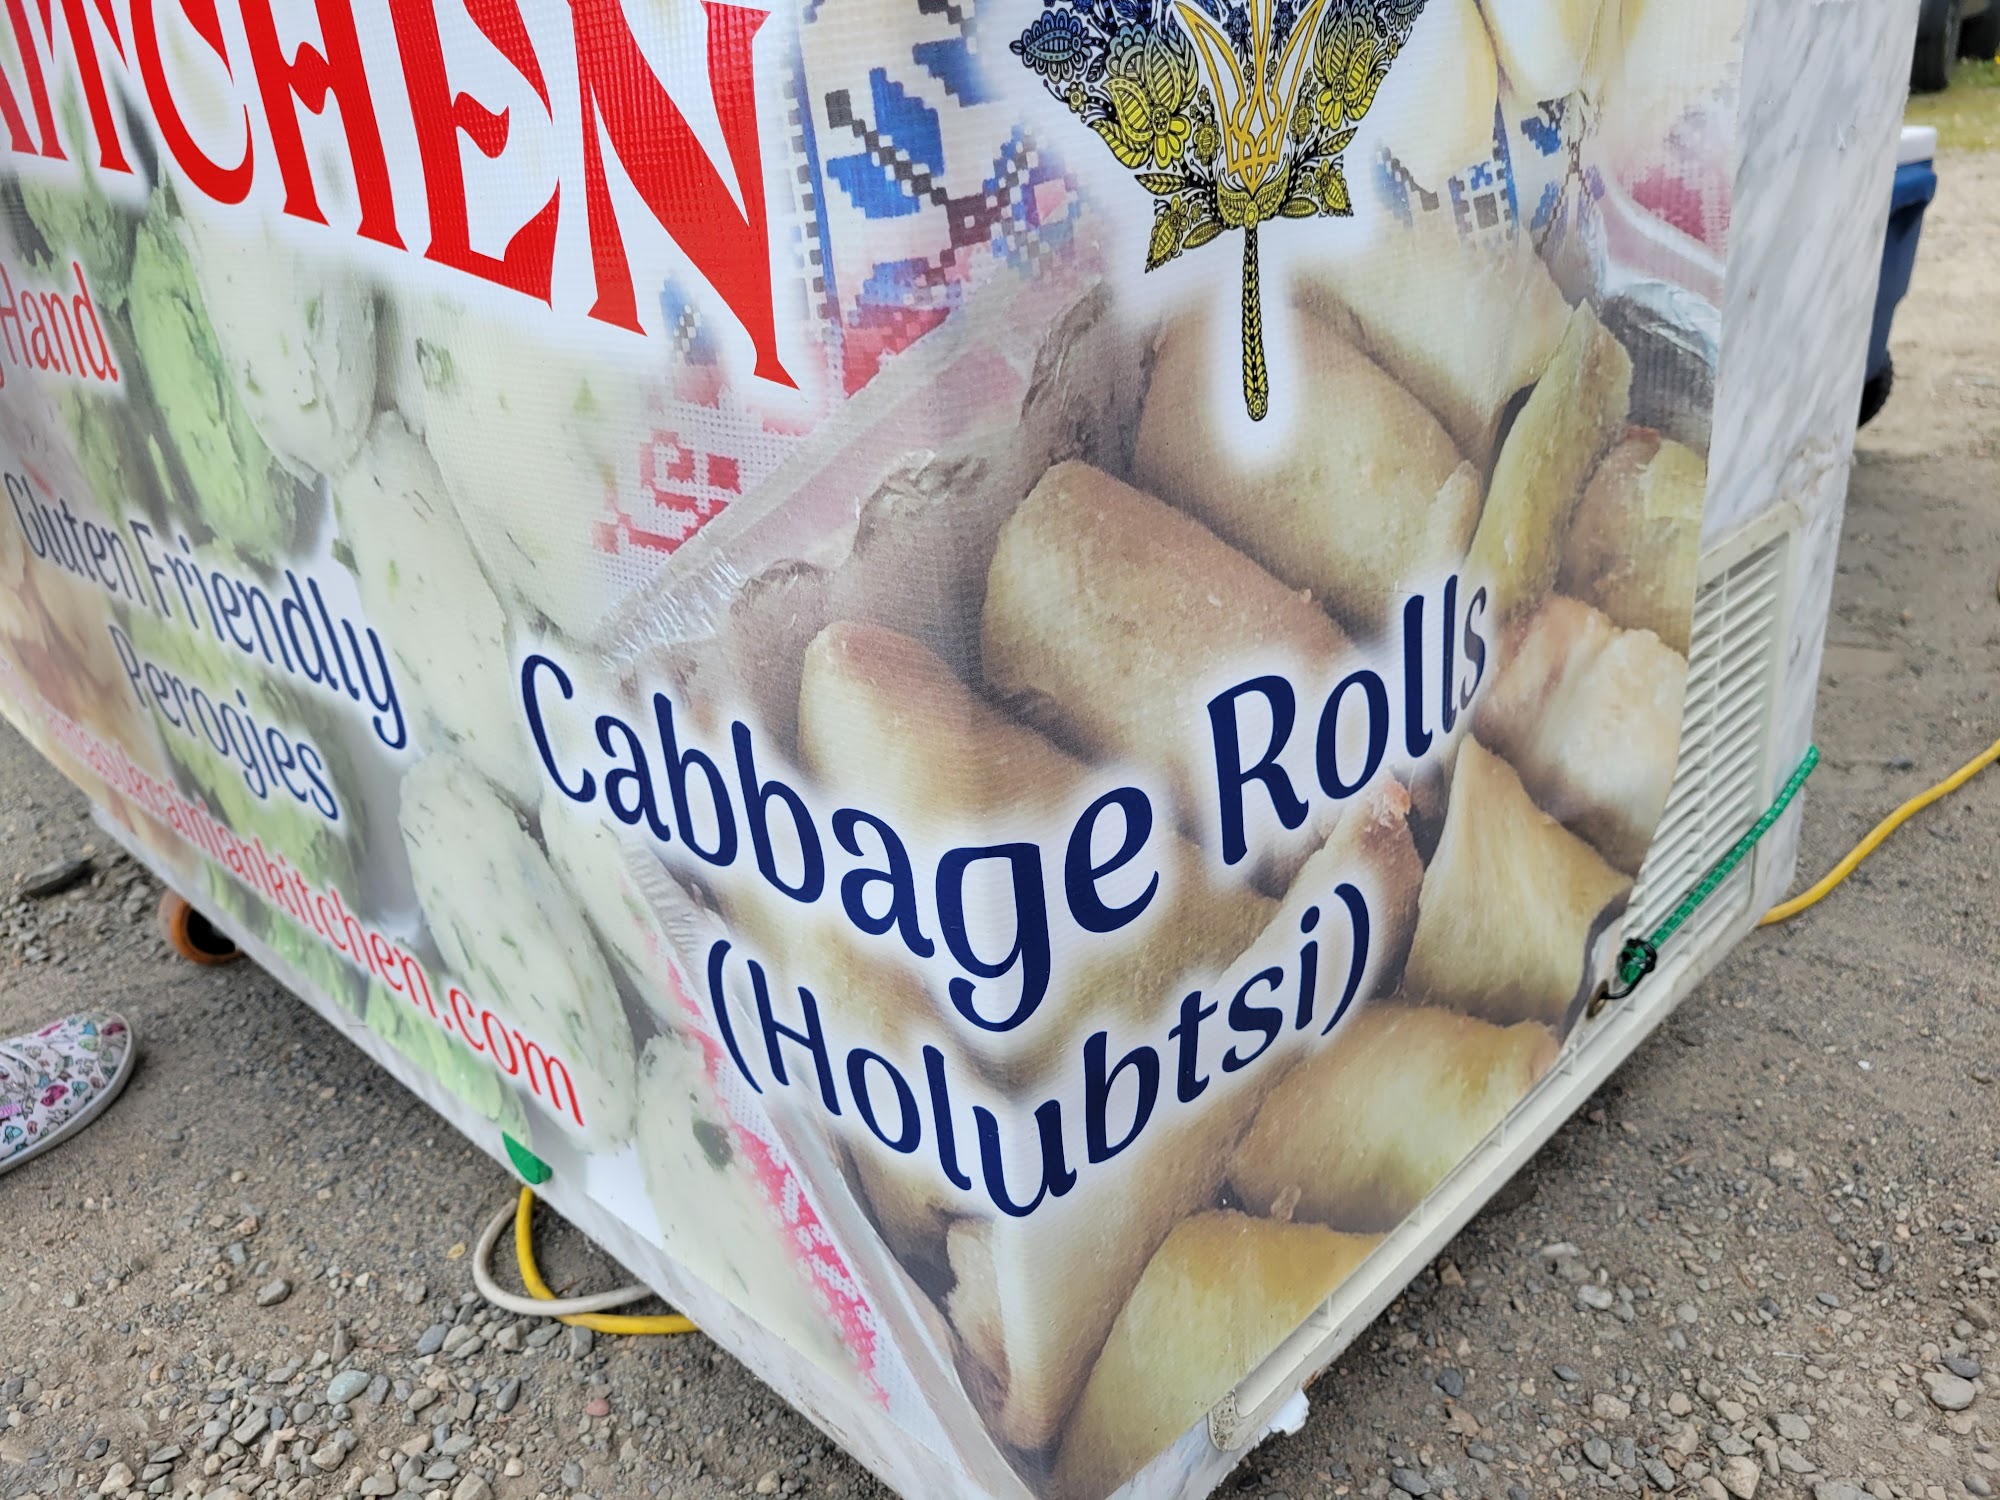 KITCHEN
Hand
Gluten Friendly
Perogies
Cabbage Rolls
(Holubtsi)